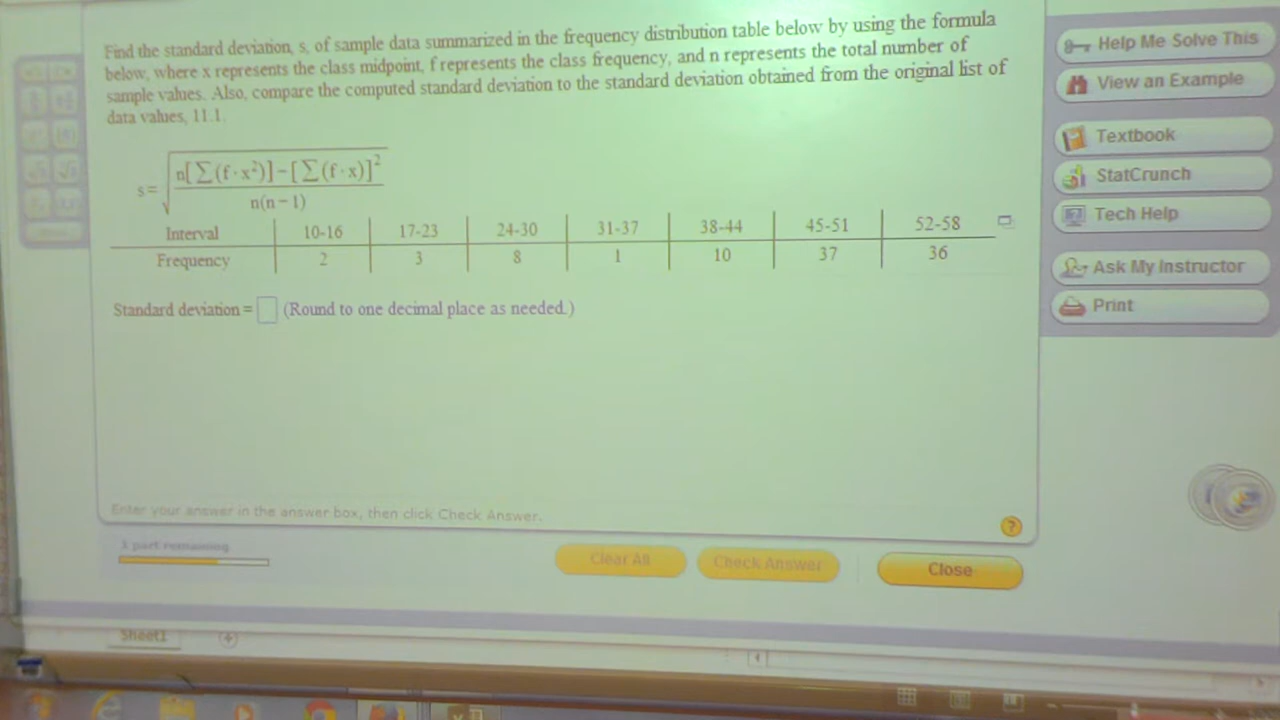 Find the standard deviation, s, of sample data summarized in the frequency distribution table below by using the formula
below, where x represents the class midpoint, f represents the class frequency, and n represents the total number of
sample values. Also, compare the computed standard deviation to the standard deviation obtained from the original list of
data values, 11.1.
s = √ n[∑(f·x²)]−[∑(f·x)]²
n(n−1)
Interval 10-16 17-23 24-30 31-37 38-44 45-51 52-58
Frequency 2 3 8 1 10 37 36
Standard deviation = (Round to one decimal place as needed.)
Enter your answer in the answer box, then click Check Answer.
?
1 part remaining
Clear All
Check Answer
Close
Help Me Solve This
View an Example
Textbook
StatCrunch
Tech Help
Ask My Instructor
Print
Sheet1